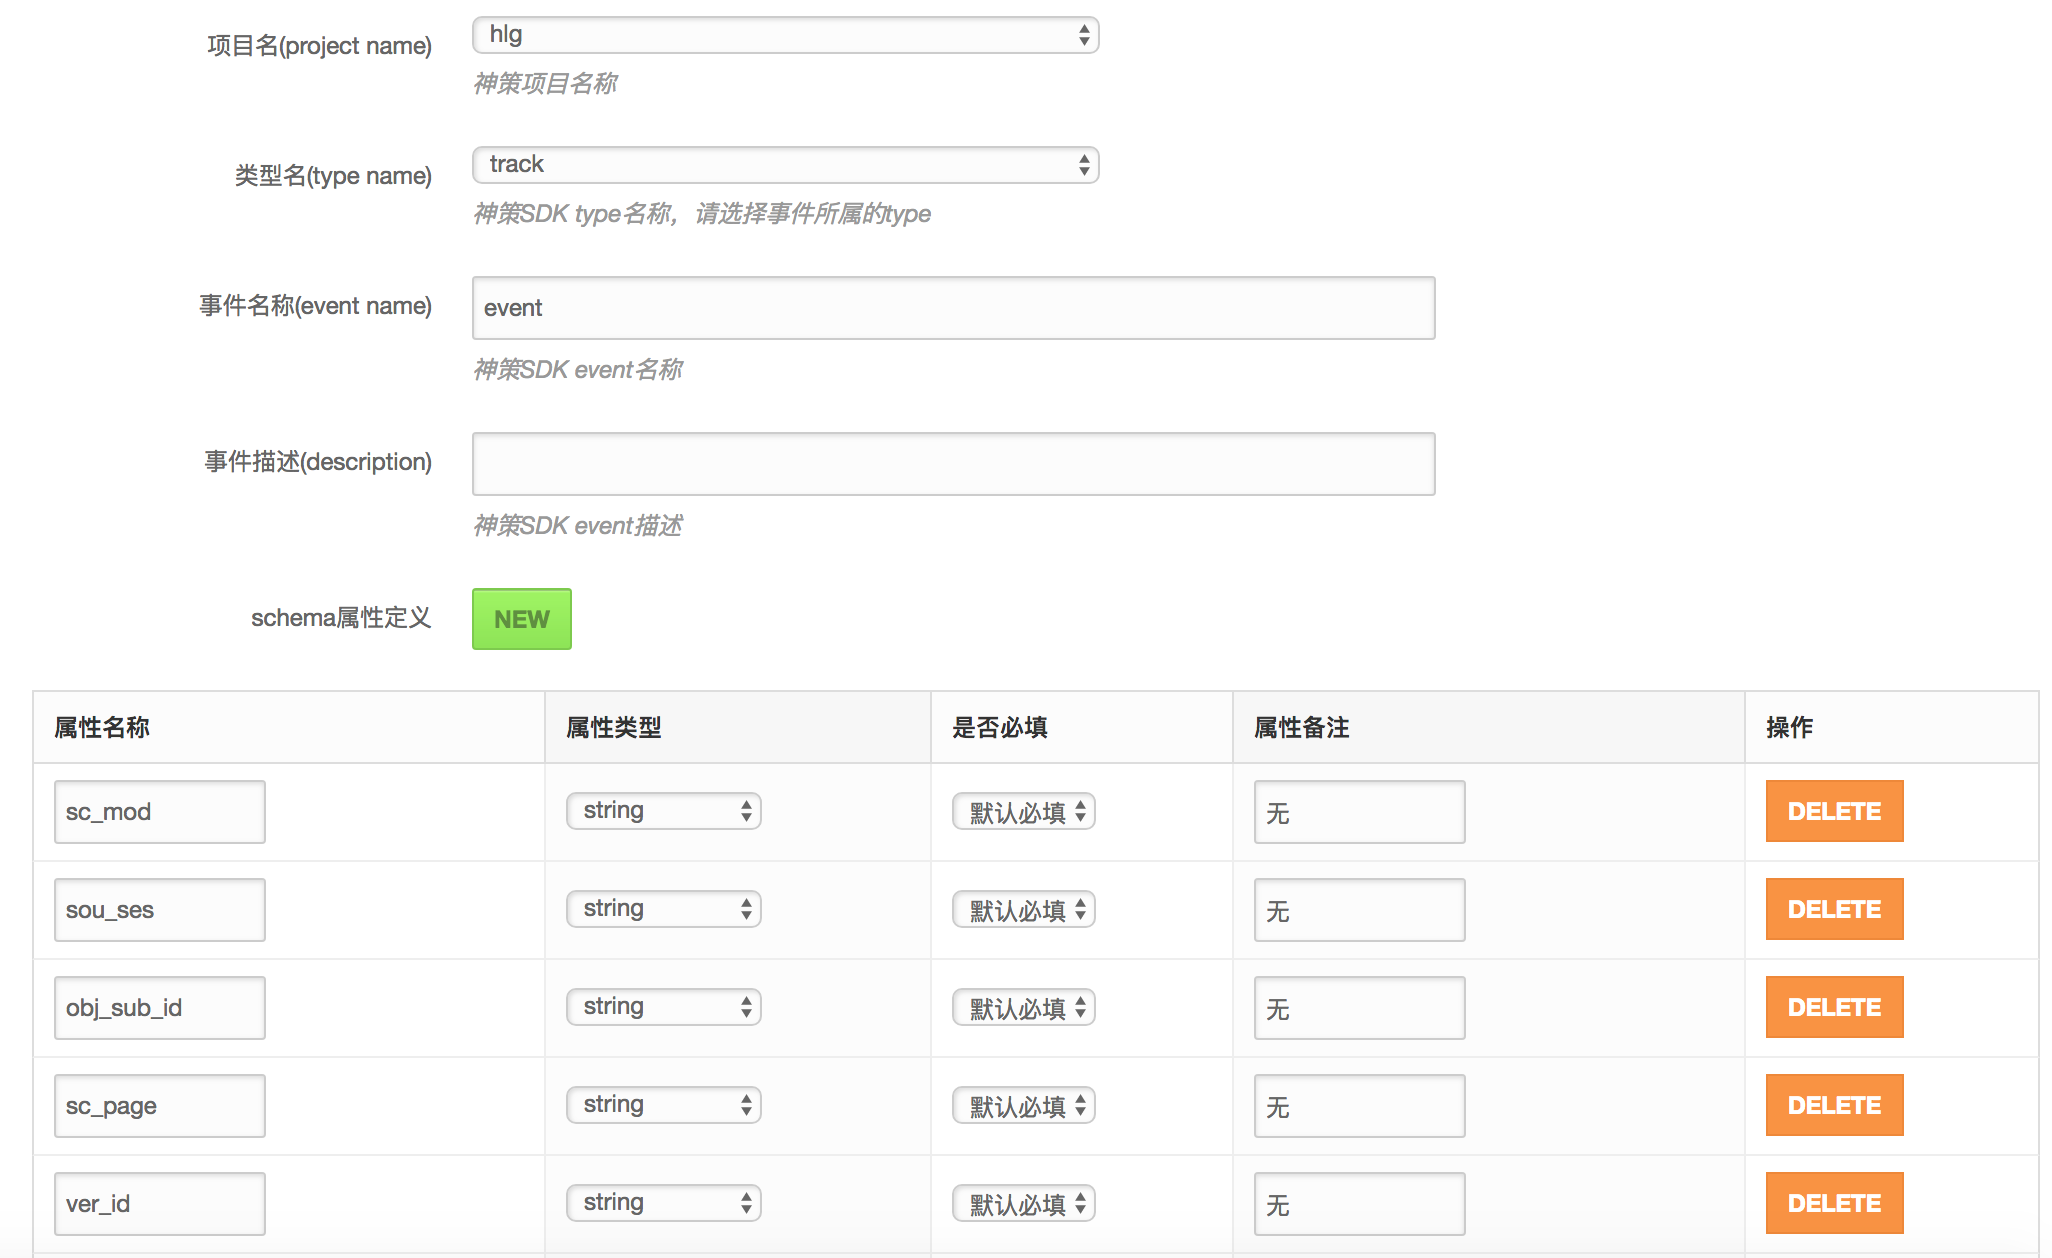 项目名(project name) hlg
神策项目名称
类型名(type name) track
神策SDK type名称，请选择事件所属的type
事件名称(event name) event
神策SDK event名称
事件描述(description)
神策SDK event描述
schema属性定义 NEW
属性名称 属性类型 是否必填 属性备注 操作
sc_mod string 默认必填 无 DELETE
sou_ses string 默认必填 无 DELETE
obj_sub_id string 默认必填 无 DELETE
sc_page string 默认必填 无 DELETE
ver_id string 默认必填 无 DELETE